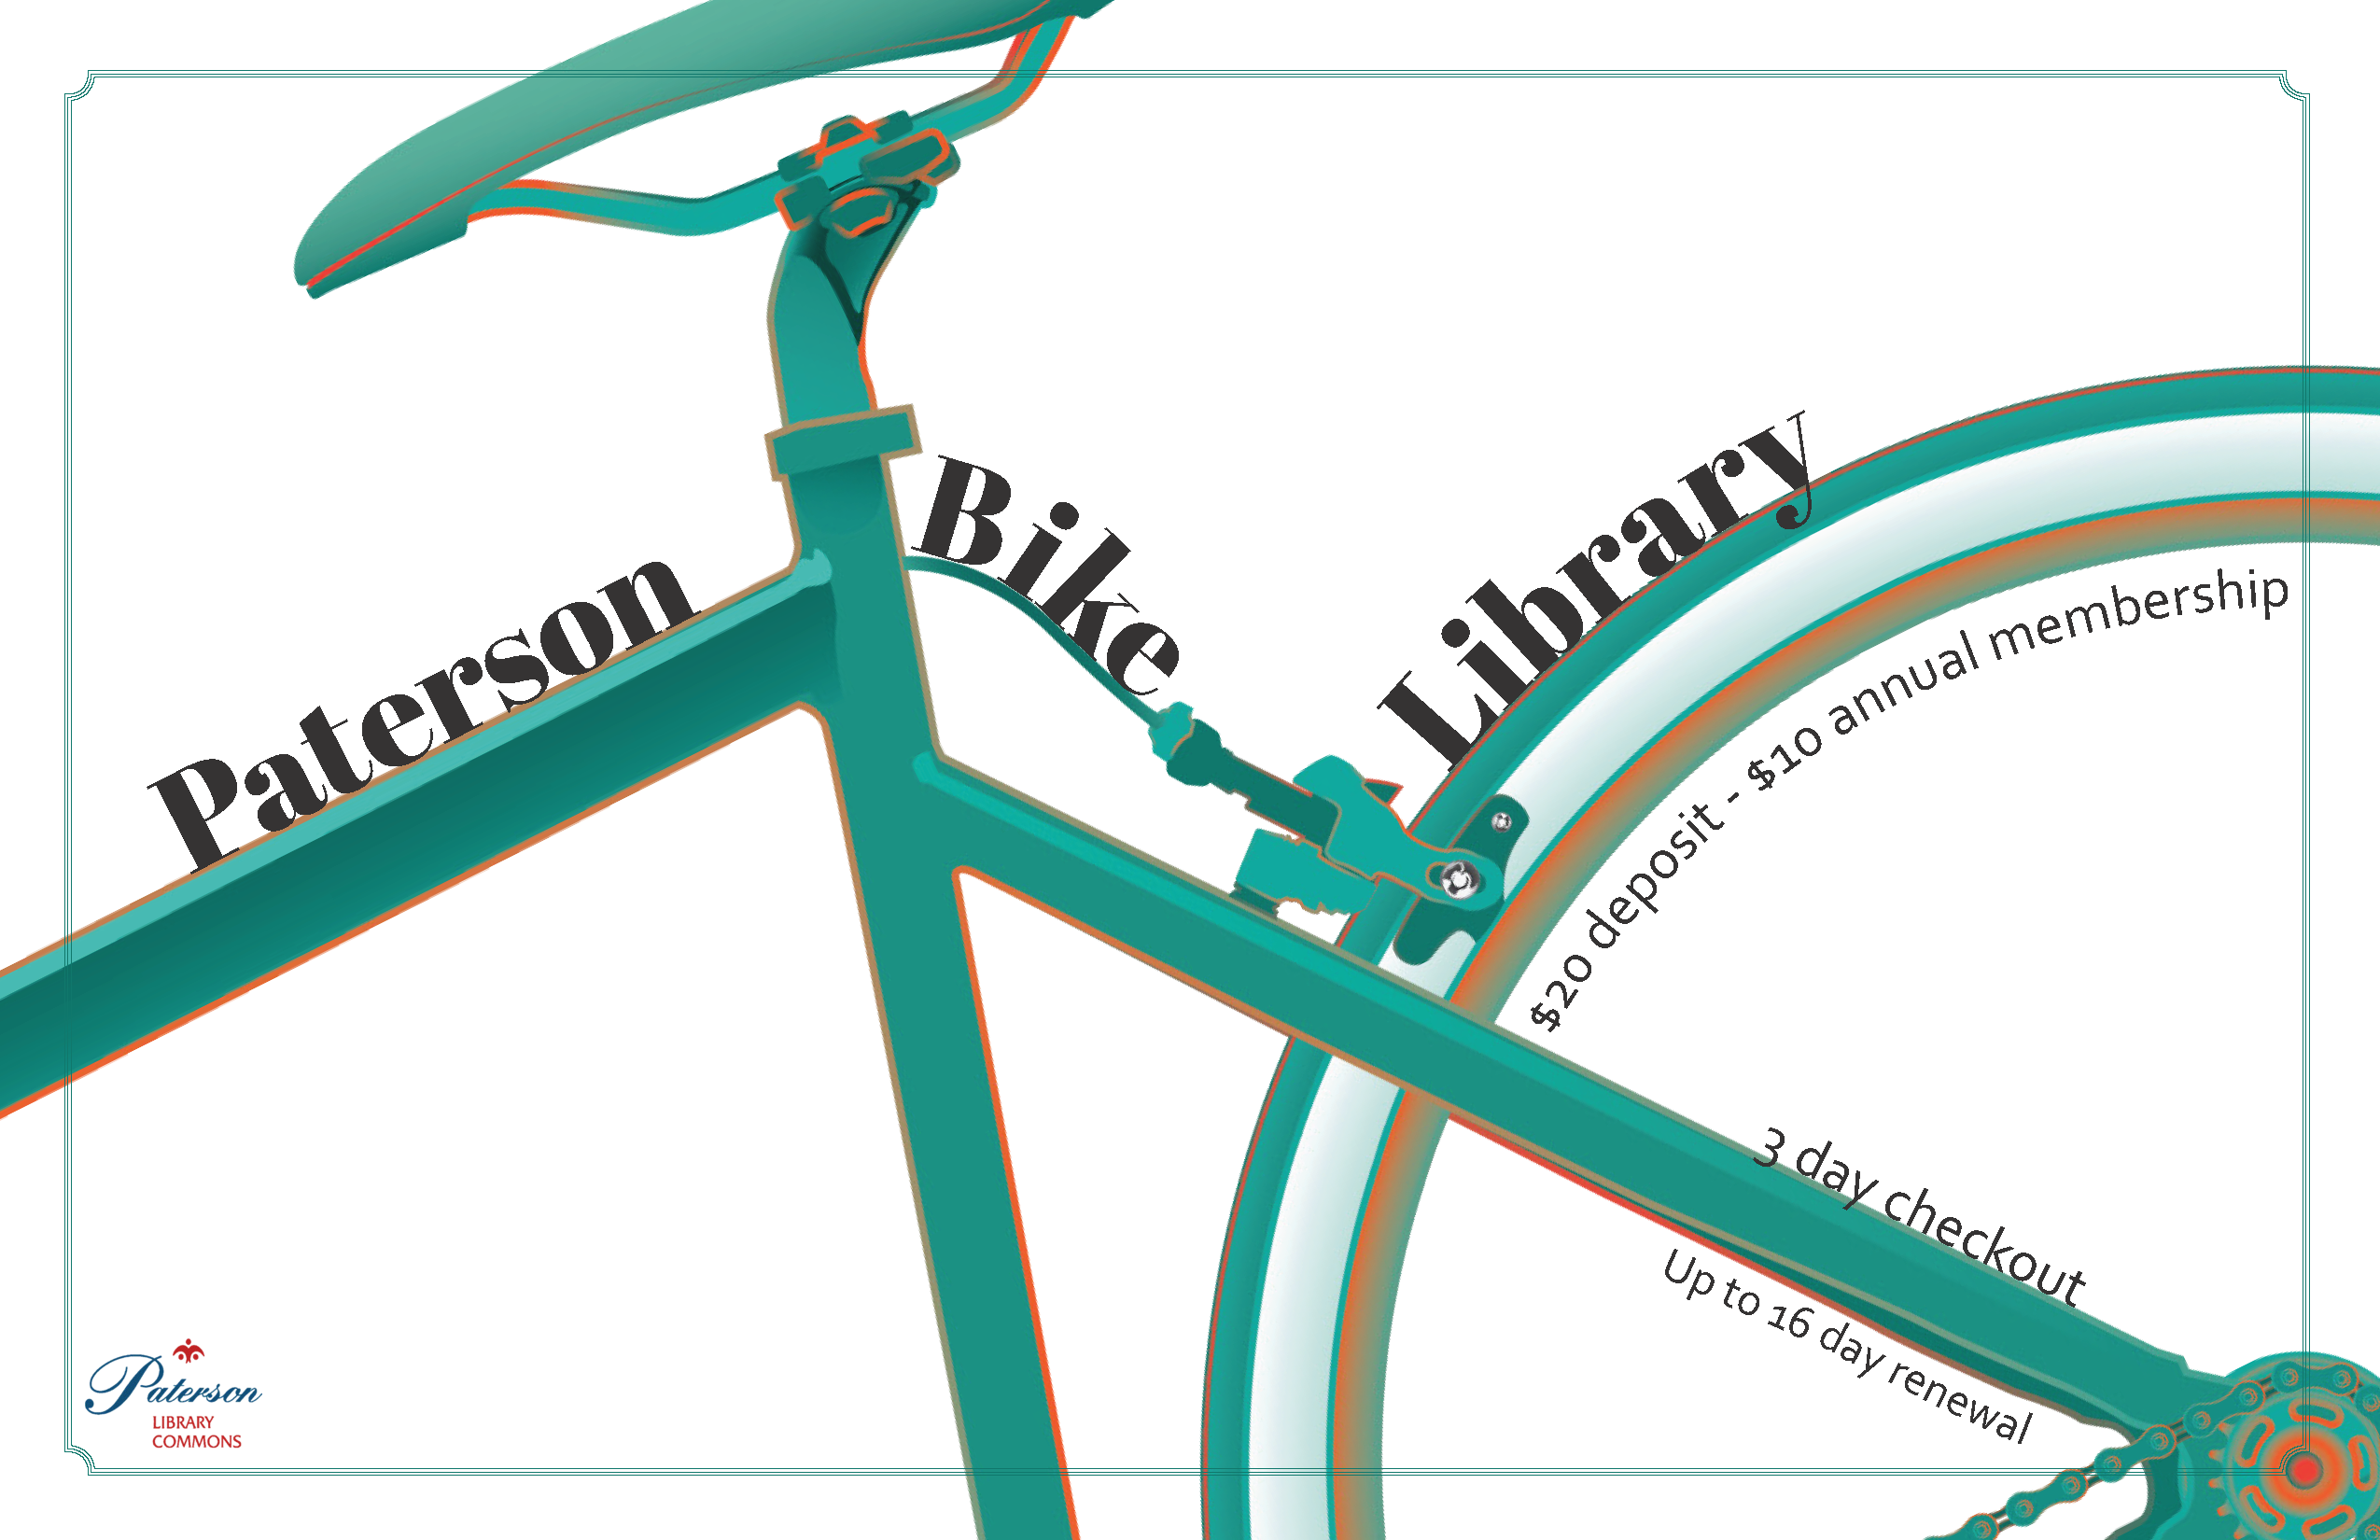 Paterson Bike Library
$20 deposit - $10 annual membership
3 day checkout
Up to 16 day renewal
Paterson
LIBRARY
COMMONS